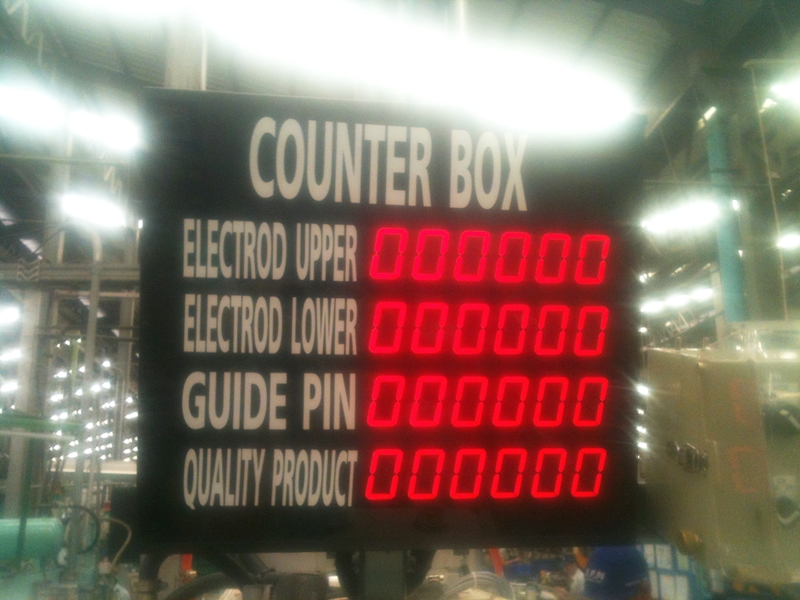 COUNTER BOX
ELECTROD UPPER 000000
ELECTROD LOWER 000000
GUIDE PIN 000000
QUALITY PRODUCT 000000